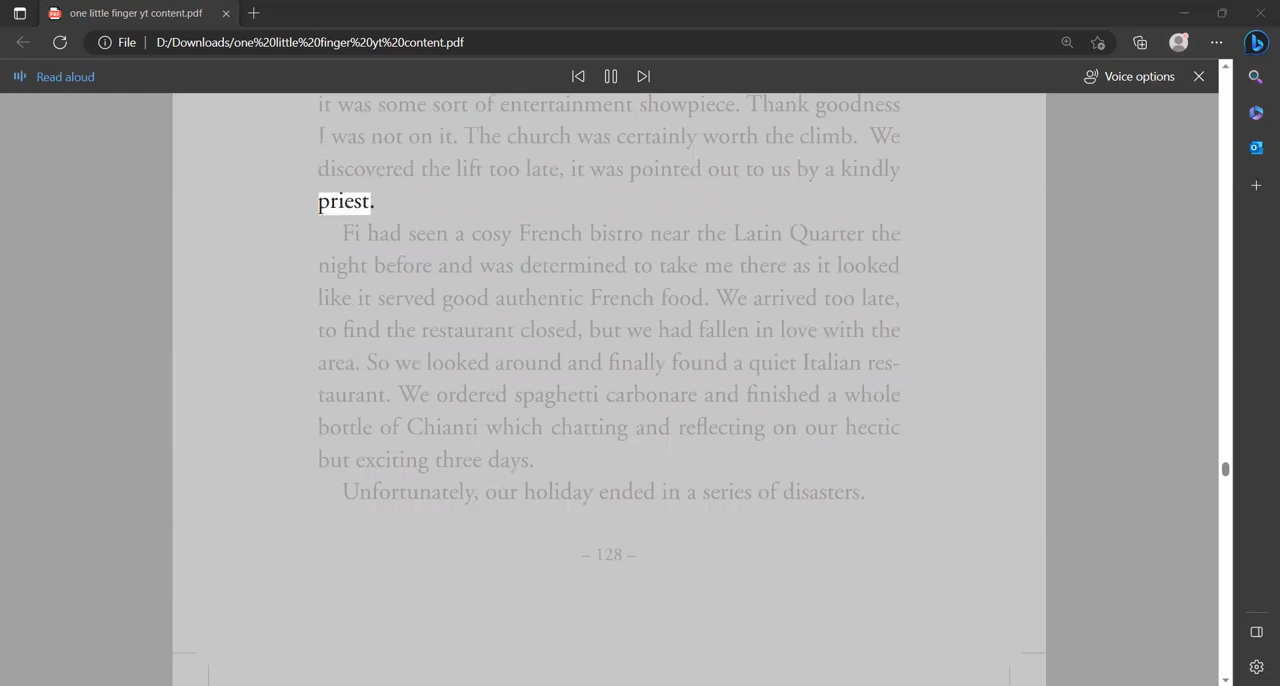 one little finger yt content.pdf
File
D:/Downloads/one%20little%20finger%20yt%20content.pdf
Read aloud
Voice options
it was some sort of entertainment showpiece. Thank goodness
I was not on it. The church was certainly worth the climb. We
discovered the lift too late, it was pointed out to us by a kindly
priest.
Fi had seen a cosy French bistro near the Latin Quarter the
night before and was determined to take me there as it looked
like it served good authentic French food. We arrived too late,
to find the restaurant closed, but we had fallen in love with the
area. So we looked around and finally found a quiet Italian res-
taurant. We ordered spaghetti carbonare and finished a whole
bottle of Chianti which chatting and reflecting on our hectic
but exciting three days.
Unfortunately, our holiday ended in a series of disasters.
– 128 –